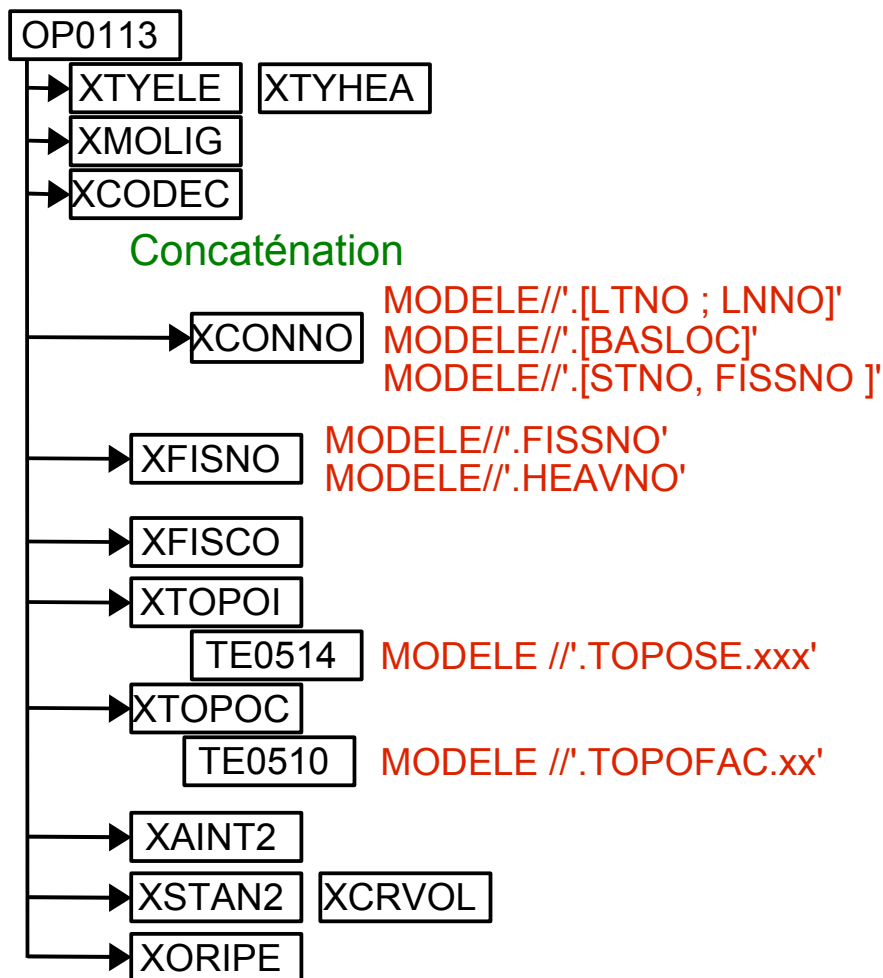 OP0113
XTYELE XTYHEA
XMOLIG
XCODEC
Concaténation
MODELE//'.[LTNO ; LNNO]'
XCONNO MODELE//'.[BASLOC]'
MODELE//'.[STNO, FISSNO ]'
XFISNO MODELE//'.FISSNO'
MODELE//'.HEAVNO'
XFISCO
XTOPOI
TE0514 MODELE //'.TOPOSE.xxx'
XTOPOC
TE0510 MODELE //'.TOPOFAC.xx'
XAINT2
XSTAN2 XCRVOL
XORIPE